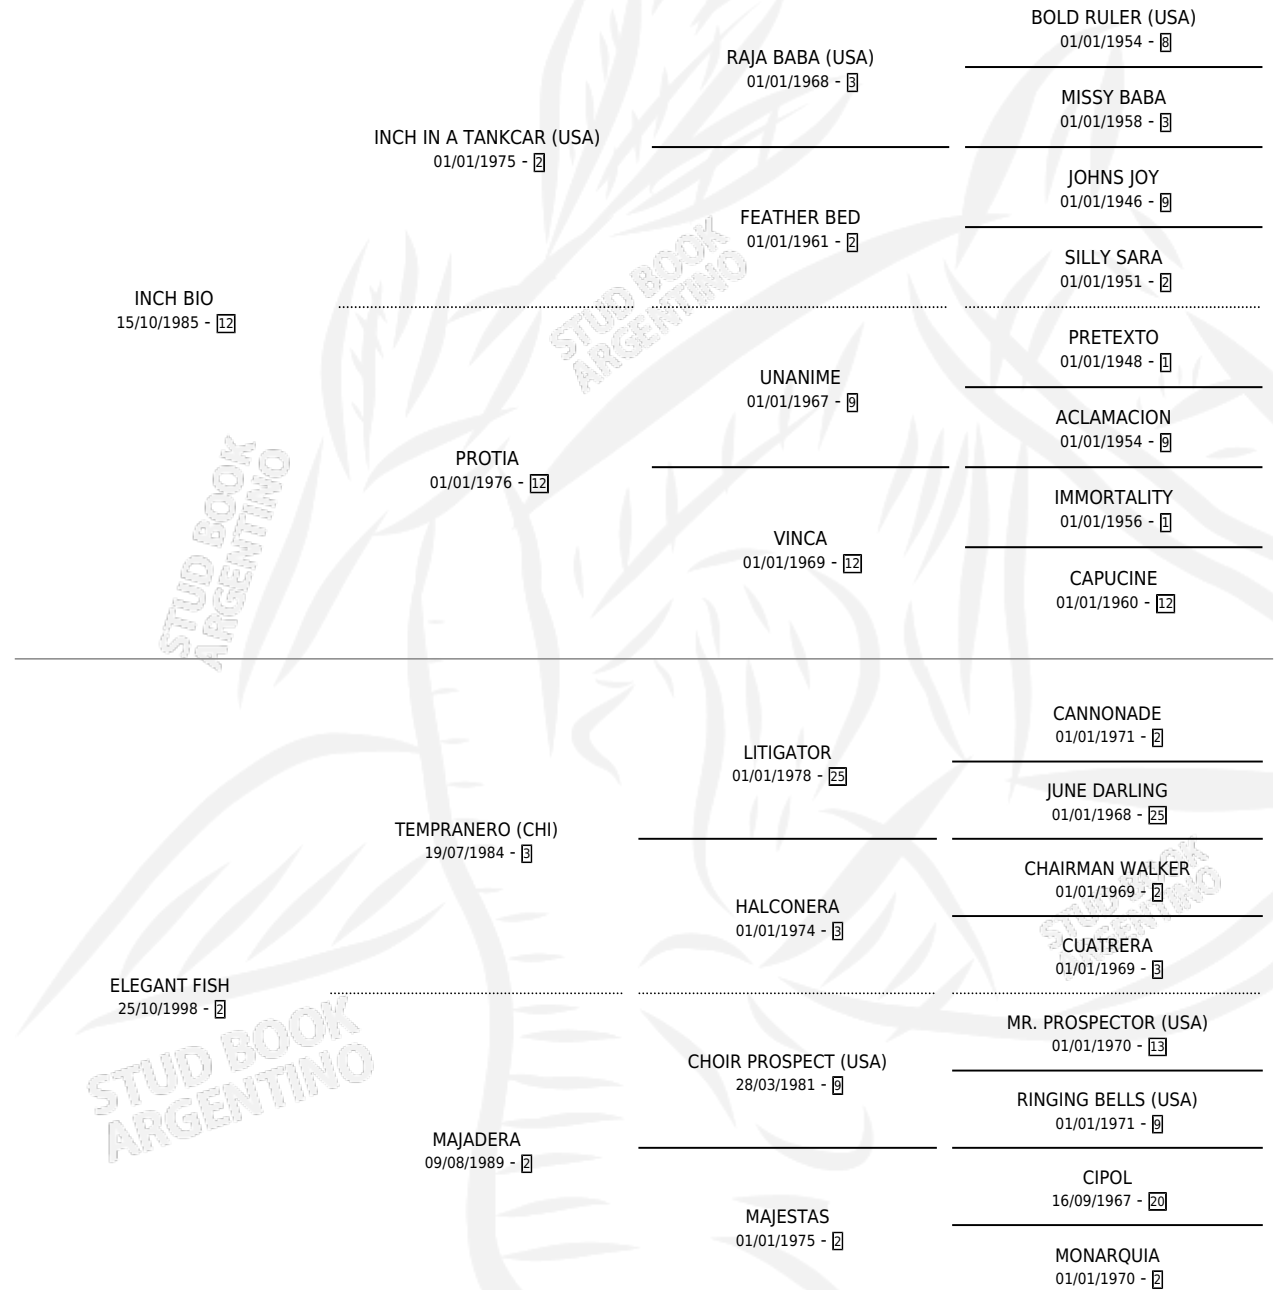 BOLD RULER (USA)
01/01/1954 - 8
RAJA BABA (USA)
01/01/1968 - 3
MISSY BABA
01/01/1958 - 3
INCH IN A TANKCAR (USA)
01/01/1975 - 2
JOHNS JOY
01/01/1946 - 9
FEATHER BED
01/01/1961 - 2
SILLY SARA
01/01/1951 - 2
INCH BIO
15/10/1985 - 12
PRETEXTO
01/01/1948 - 1
UNANIME
01/01/1967 - 9
ACLAMACION
01/01/1954 - 9
PROTIA
01/01/1976 - 12
IMMORTALITY
01/01/1956 - 1
VINCA
01/01/1969 - 12
CAPUCINE
01/01/1960 - 12
CANNONADE
01/01/1971 - 2
LITIGATOR
01/01/1978 - 25
JUNE DARLING
01/01/1968 - 25
TEMPRANERO (CHI)
19/07/1984 - 3
CHAIRMAN WALKER
01/01/1969 - 2
HALCONERA
01/01/1974 - 3
CUATRERA
01/01/1969 - 3
ELEGANT FISH
25/10/1998 - 2
MR. PROSPECTOR (USA)
01/01/1970 - 13
CHOIR PROSPECT (USA)
28/03/1981 - 9
RINGING BELLS (USA)
01/01/1971 - 9
MAJADERA
09/08/1989 - 2
CIPOL
16/09/1967 - 20
MAJESTAS
01/01/1975 - 2
MONARQUIA
01/01/1970 - 2
STUD BOOK
ARGENTINO
STUD BOOK
ARGENTINO
STUD BOOK
ARGENTINO
STUD BOOK
ARGENTINO